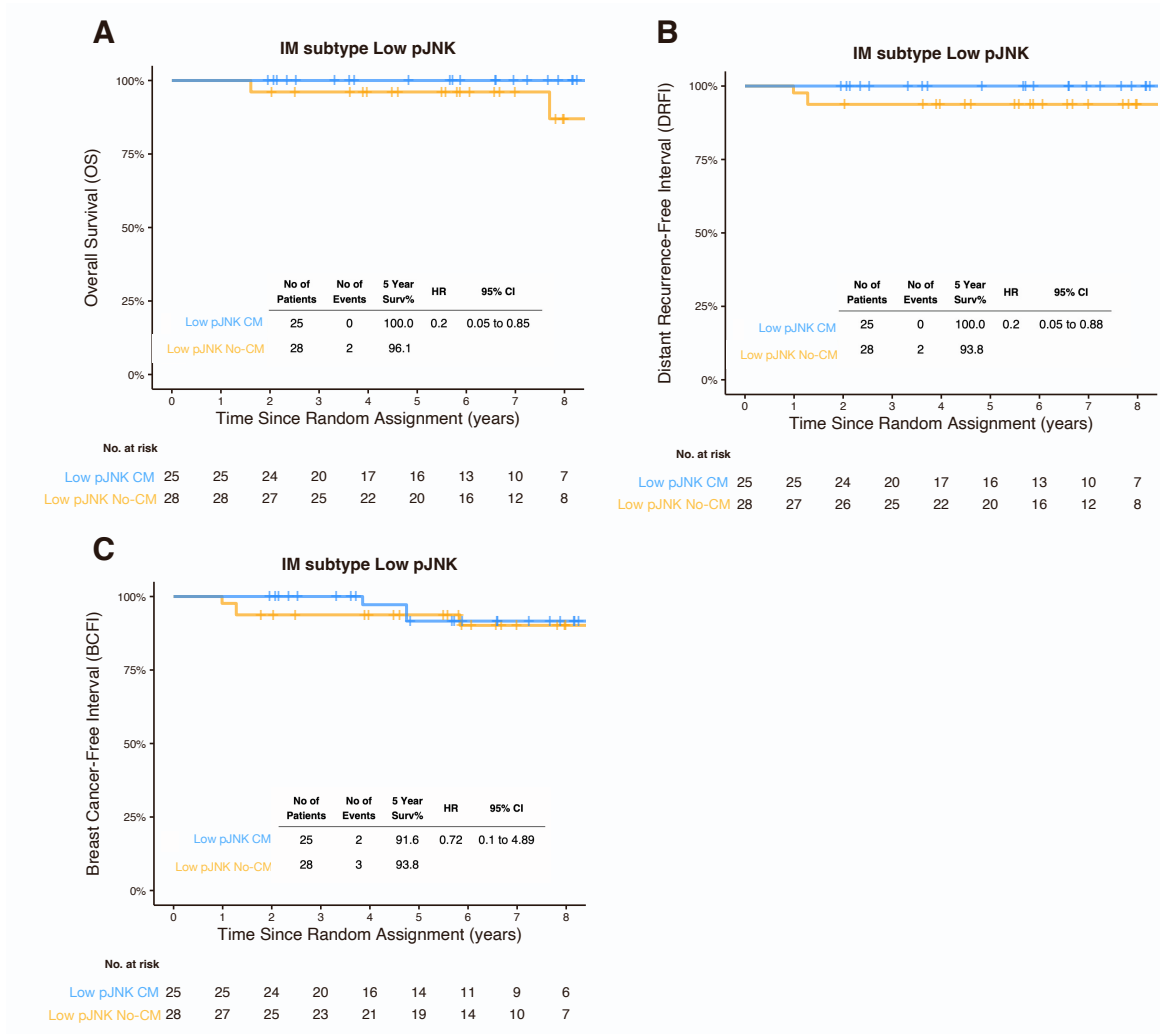 A
IM subtype Low pJNK
Overall Survival (OS)
100%
75%
50%
25%
0%
No of Patients No of Events 5 Year Surv% HR 95% CI
Low pJNK CM 25 0 100.0 0.2 0.05 to 0.85
Low pJNK No-CM 28 2 96.1
0 1 2 3 4 5 6 7 8
Time Since Random Assignment (years)
No. at risk
Low pJNK CM 25 25 24 20 17 16 13 10 7
Low pJNK No-CM 28 28 27 25 22 20 16 12 8
B
IM subtype Low pJNK
Distant Recurrence-Free Interval (DRFI)
100%
75%
50%
25%
0%
No of Patients No of Events 5 Year Surv% HR 95% CI
Low pJNK CM 25 0 100.0 0.2 0.05 to 0.88
Low pJNK No-CM 28 2 93.8
0 1 2 3 4 5 6 7 8
Time Since Random Assignment (years)
No. at risk
Low pJNK CM 25 25 24 20 17 16 13 10 7
Low pJNK No-CM 28 27 26 25 22 20 16 12 8
C
IM subtype Low pJNK
Breast Cancer-Free Interval (BCFI)
100%
75%
50%
25%
0%
No of Patients No of Events 5 Year Surv% HR 95% CI
Low pJNK CM 25 2 91.6 0.72 0.1 to 4.89
Low pJNK No-CM 28 3 93.8
0 1 2 3 4 5 6 7 8
Time Since Random Assignment (years)
No. at risk
Low pJNK CM 25 25 24 20 16 14 11 9 6
Low pJNK No-CM 28 27 25 23 21 19 14 10 7